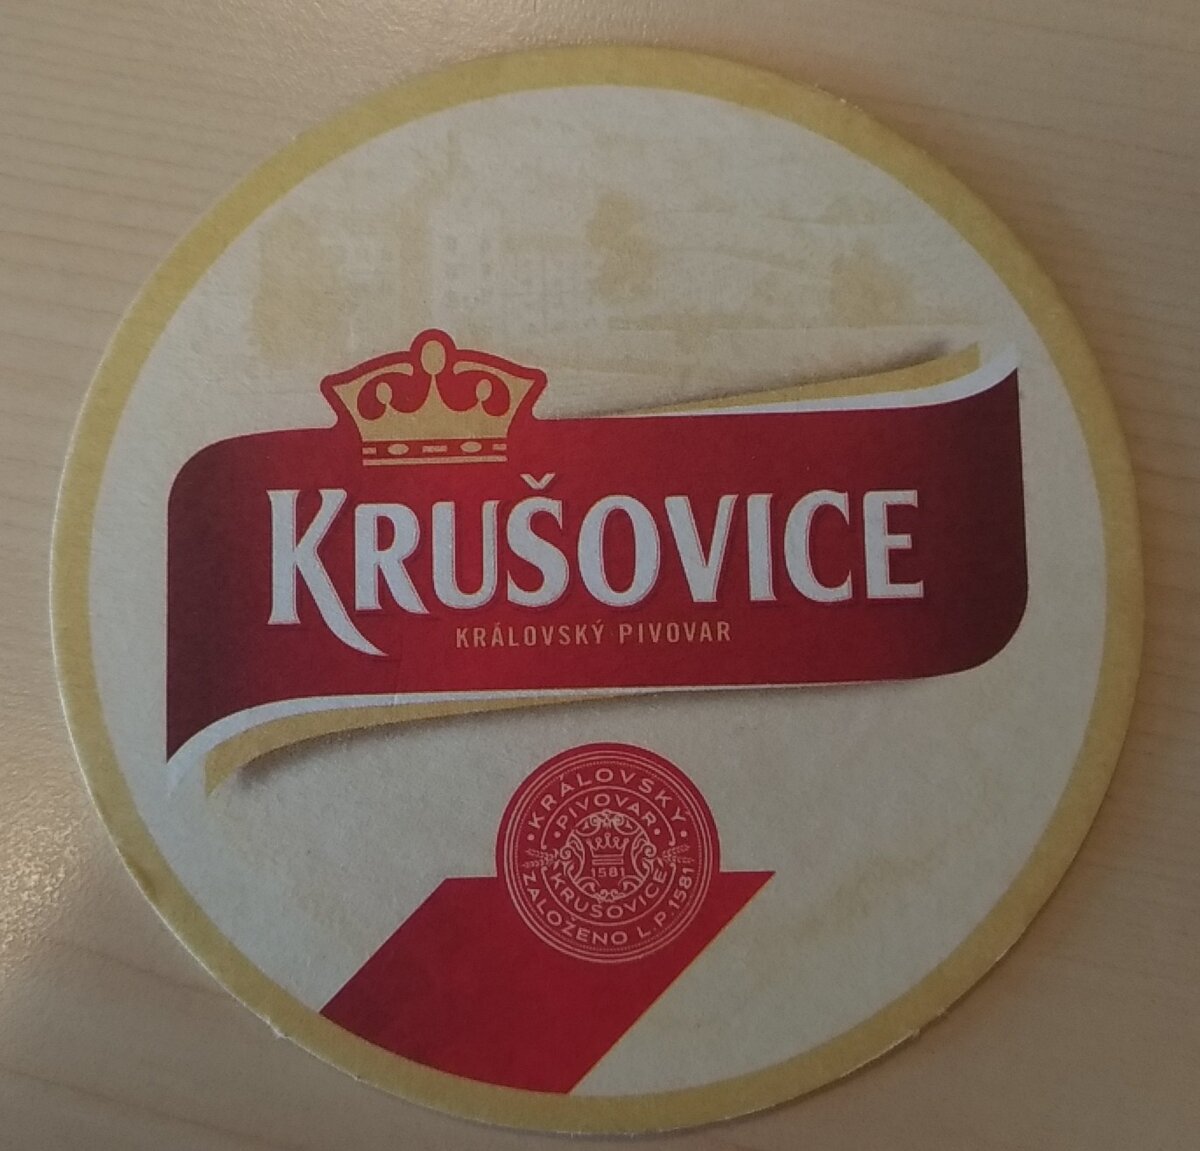 KRUŠOVICE
KRÁLOVSKÝ PIVOVAR
KRÁLOVSKÝ
PIVOVAR
1581
KRUŠOVICE
ZALOŽENO L.P. 1581